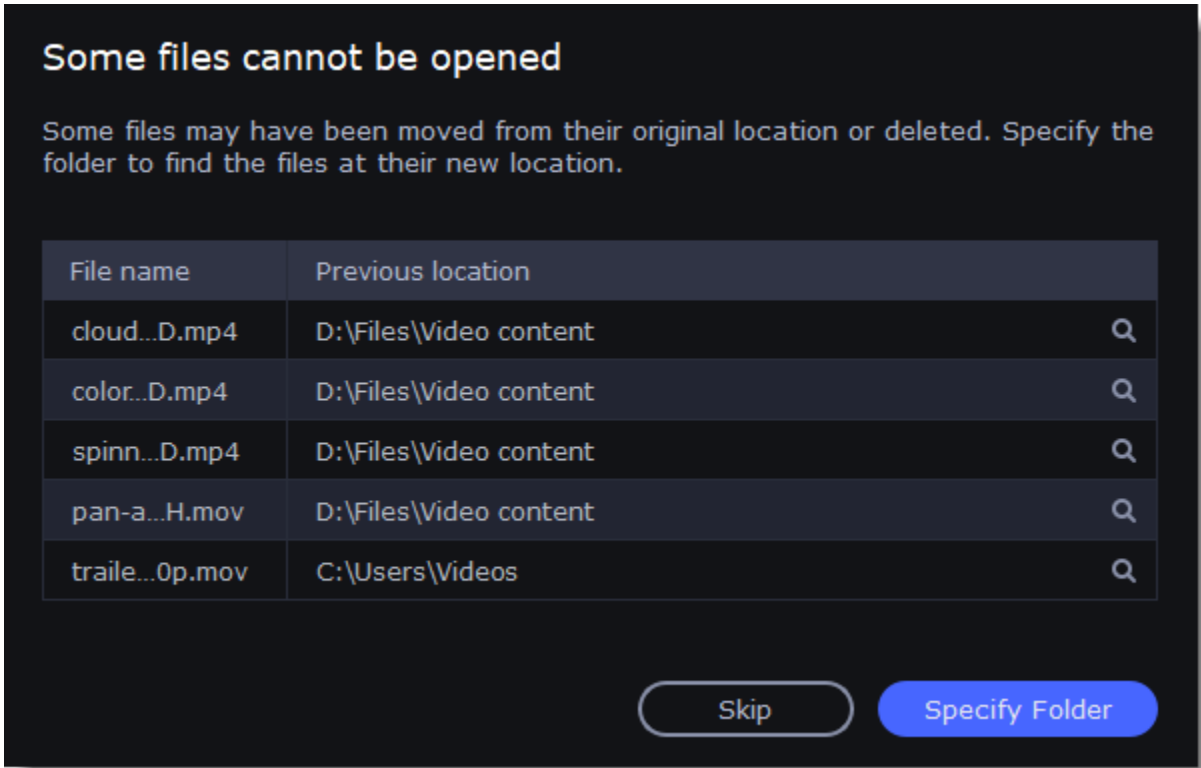 Some files cannot be opened
Some files may have been moved from their original location or deleted. Specify the
folder to find the files at their new location.
File name Previous location
cloud...D.mp4 D:\Files\Video content
color...D.mp4 D:\Files\Video content
spinn...D.mp4 D:\Files\Video content
pan-a...H.mov D:\Files\Video content
traile...0p.mov C:\Users\Videos
Skip Specify Folder